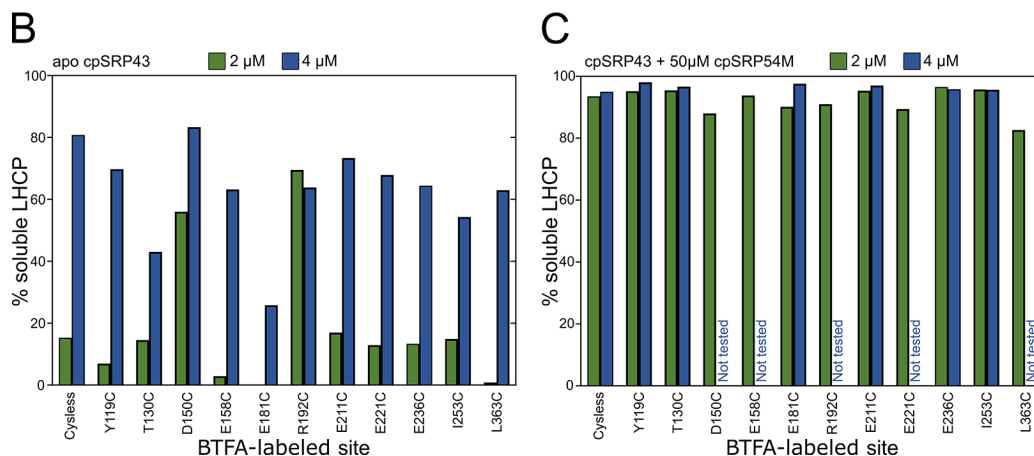 B
apo cpSRP43 2 μM 4 μM
% soluble LHCP
100
80
60
40
20
0
Cysless
Y119C
T130C
D150C
E158C
E181C
R192C
E211C
E221C
E236C
I253C
L363C
BTFA-labeled site
C
cpSRP43 + 50μM cpSRP54M 2 μM 4 μM
% soluble LHCP
100
80
60
40
20
0
Not tested
Not tested
Not tested
Not tested
Not tested
Cysless
Y119C
T130C
D150C
E158C
E181C
R192C
E211C
E221C
E236C
I253C
L363C
BTFA-labeled site